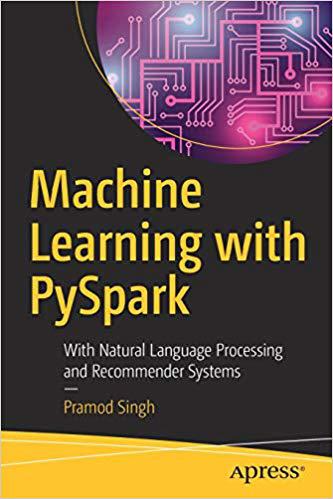 Machine
Learning with
PySpark
With Natural Language Processing
and Recommender Systems
—
Pramod Singh
Apress®